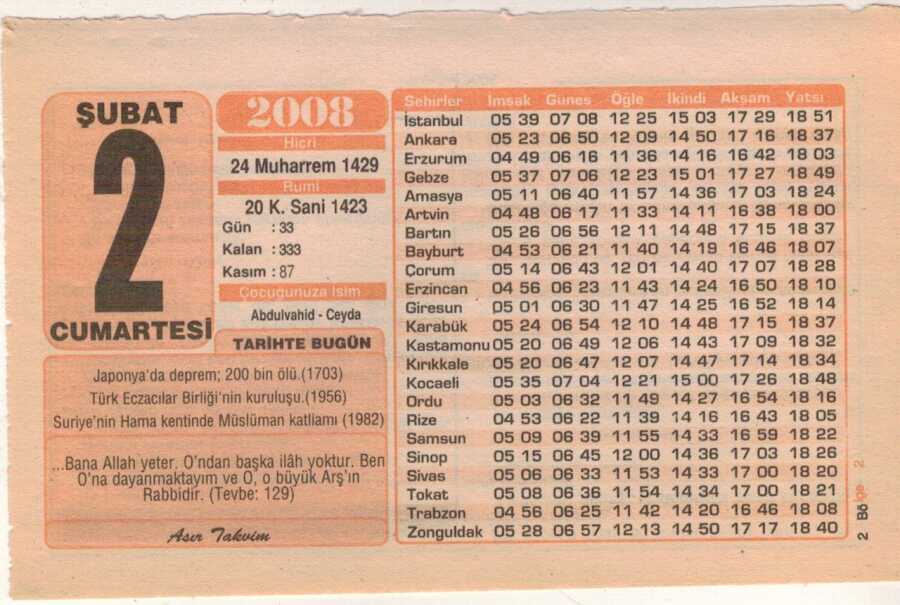 ŞUBAT
2
CUMARTESİ
2008
Hicri
24 Muharrem 1429
Rumi
20 K. Sani 1423
Gün : 33
Kalan : 333
Kasım : 87
Çocuğunuza İsim
Abdulvahid - Ceyda
TARİHTE BUGÜN
Japonya'da deprem; 200 bin ölü.(1703)
Türk Eczacılar Birliği'nin kuruluşu.(1956)
Suriye'nin Hama kentinde Müslüman katliamı (1982)
...Bana Allah yeter. O'ndan başka ilâh yoktur. Ben
O'na dayanmaktayım ve O, o büyük Arş'ın
Rabbidir. (Tevbe: 129)
Asır Takvim
Şehirler İmsak Güneş Öğle İkindi Akşam Yatsı
İstanbul 05 39 07 08 12 25 15 03 17 29 18 51
Ankara 05 23 06 50 12 09 14 50 17 16 18 37
Erzurum 04 49 06 16 11 36 14 16 16 42 18 03
Gebze 05 37 07 06 12 23 15 01 17 27 18 49
Amasya 05 11 06 40 11 57 14 36 17 03 18 24
Artvin 04 48 06 17 11 33 14 11 16 38 18 00
Bartın 05 26 06 56 12 11 14 48 17 15 18 37
Bayburt 04 53 06 21 11 40 14 19 16 46 18 07
Çorum 05 14 06 43 12 01 14 40 17 07 18 28
Erzincan 04 56 06 23 11 43 14 24 16 50 18 10
Giresun 05 01 06 30 11 47 14 25 16 52 18 14
Karabük 05 24 06 54 12 10 14 48 17 15 18 37
Kastamonu 05 20 06 49 12 06 14 43 17 09 18 32
Kırıkkale 05 20 06 47 12 07 14 47 17 14 18 34
Kocaeli 05 35 07 04 12 21 15 00 17 26 18 48
Ordu 05 03 06 32 11 49 14 27 16 54 18 16
Rize 04 53 06 22 11 39 14 16 16 43 18 05
Samsun 05 09 06 39 11 55 14 33 16 59 18 22
Sinop 05 15 06 45 12 00 14 36 17 03 18 26
Sivas 05 06 06 33 11 53 14 33 17 00 18 20
Tokat 05 08 06 36 11 54 14 34 17 00 18 21
Trabzon 04 56 06 25 11 42 14 20 16 46 18 08
Zonguldak 05 28 06 57 12 13 14 50 17 17 18 40
2 Bölge 2